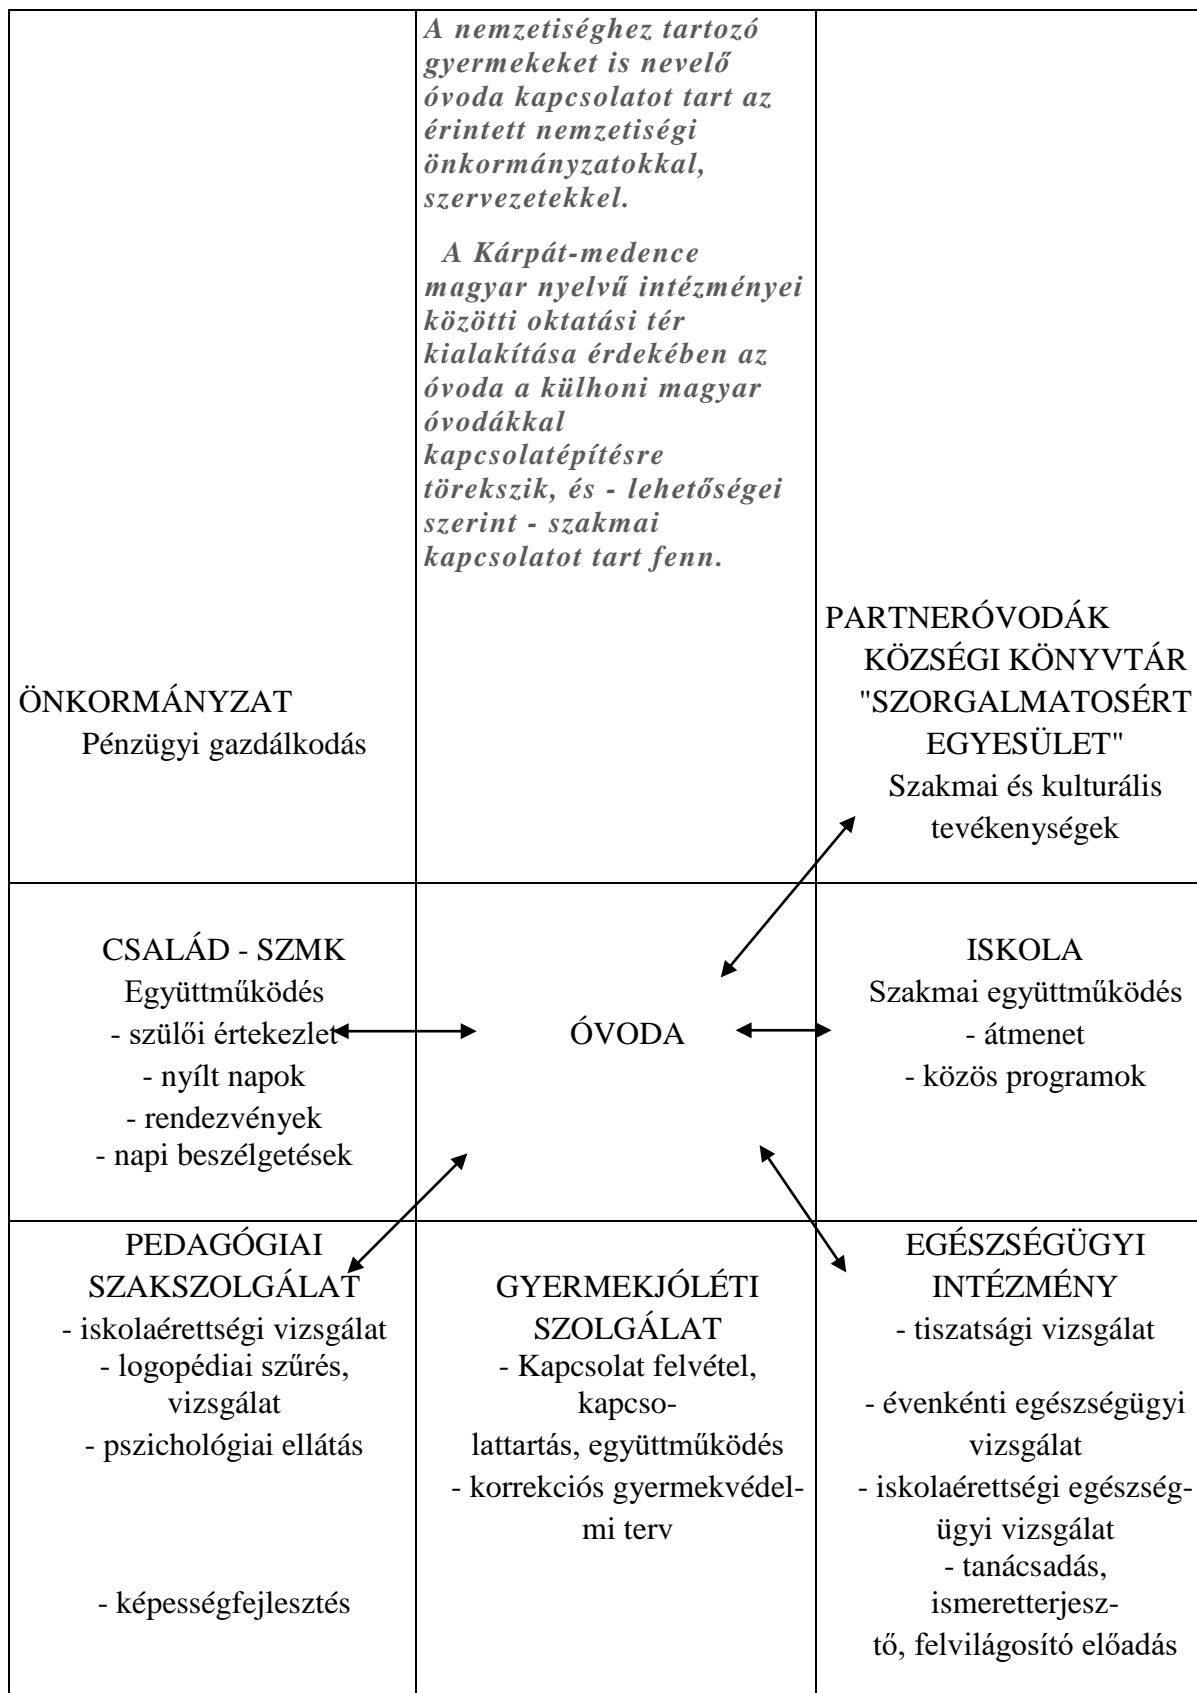 A nemzetiséghez tartozó
gyermekeket is nevelő
óvoda kapcsolatot tart az
érintett nemzetiségi
önkormányzatokkal,
szervezetekkel.
A Kárpát-medence
magyar nyelvű intézményei
közötti oktatási tér
kialakítása érdekében az
óvoda a külhoni magyar
óvodákkal
kapcsolatépítésre
törekszik, és - lehetőségei
szerint - szakmai
kapcsolatot tart fenn.
ÖNKORMÁNYZAT
Pénzügyi gazdálkodás
PARTNERÓVODÁK
KÖZSÉGI KÖNYVTÁR
"SZORGALMATOSÉRT
EGYESÜLET"
Szakmai és kulturális
tevékenységek
CSALÁD - SZMK
Együttműködés
- szülői értekezlet
- nyílt napok
- rendezvények
- napi beszélgetések
ÓVODA
ISKOLA
Szakmai együttműködés
- átmenet
- közös programok
PEDAGÓGIAI
SZAKSZOLGÁLAT
- iskolaérettségi vizsgálat
- logopédiai szűrés,
vizsgálat
- pszichológiai ellátás
- képességfejlesztés
GYERMEKJÓLÉTI
SZOLGÁLAT
- Kapcsolat felvétel,
kapcso-
lattartás, együttműködés
- korrekciós gyermekvédel-
mi terv
EGÉSZSÉGÜGYI
INTÉZMÉNY
- tiszatsági vizsgálat
- évenkénti egészségügyi
vizsgálat
- iskolaérettségi egészség-
ügyi vizsgálat
- tanácsadás,
ismeretterjesz-
tő, felvilágosító előadás